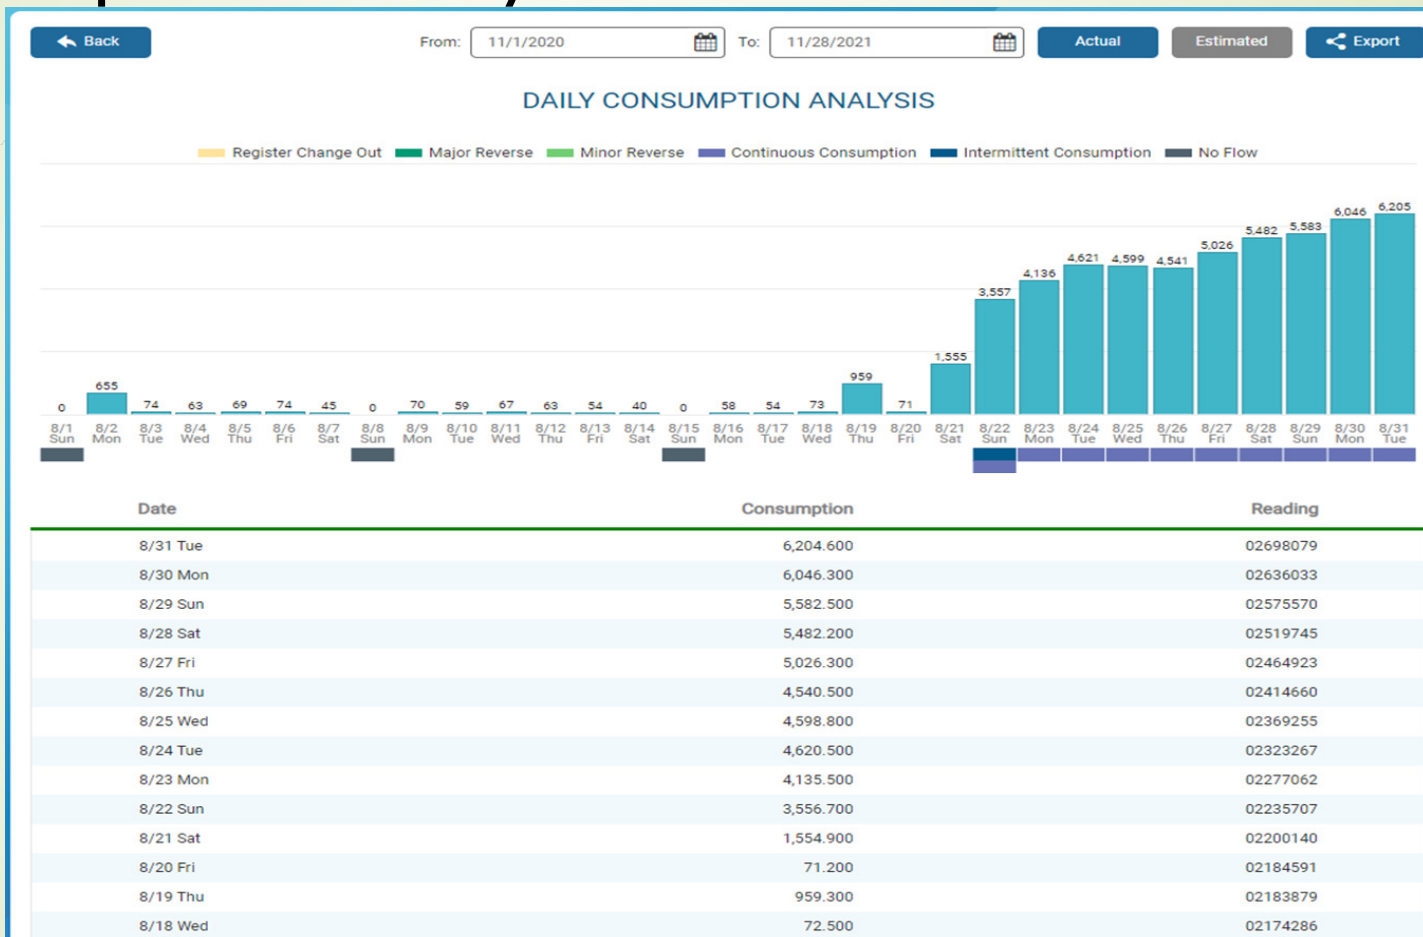 Back From: 11/1/2020 To: 11/28/2021 Actual Estimated Export
DAILY CONSUMPTION ANALYSIS
Register Change Out Major Reverse Minor Reverse Continuous Consumption Intermittent Consumption No Flow
0 655 74 63 69 74 45 0 70 59 67 63 54 40 0 58 54 73 959 71 1,555 3,557 4,136 4,621 4,599 4,541 5,026 5,482 5,583 6,046 6,205
8/1 8/2 8/3 8/4 8/5 8/6 8/7 8/8 8/9 8/10 8/11 8/12 8/13 8/14 8/15 8/16 8/17 8/18 8/19 8/20 8/21 8/22 8/23 8/24 8/25 8/26 8/27 8/28 8/29 8/30 8/31
Sun Mon Tue Wed Thu Fri Sat Sun Mon Tue Wed Thu Fri Sat Sun Mon Tue Wed Thu Fri Sat Sun Mon Tue Wed Thu Fri Sat Sun Mon Tue
Date Consumption Reading
8/31 Tue 6,204.600 02698079
8/30 Mon 6,046.300 02636033
8/29 Sun 5,582.500 02575570
8/28 Sat 5,482.200 02519745
8/27 Fri 5,026.300 02464923
8/26 Thu 4,540.500 02414660
8/25 Wed 4,598.800 02369255
8/24 Tue 4,620.500 02323267
8/23 Mon 4,135.500 02277062
8/22 Sun 3,556.700 02235707
8/21 Sat 1,554.900 02200140
8/20 Fri 71.200 02184591
8/19 Thu 959.300 02183879
8/18 Wed 72.500 02174286